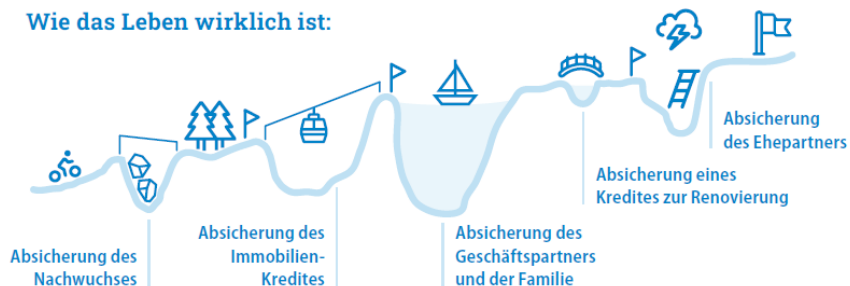 Wie das Leben wirklich ist:
Absicherung des
Nachwuchses
Absicherung des
Immobilien-
Kredites
Absicherung des
Geschäftspartners
und der Familie
Absicherung eines
Kredites zur Renovierung
Absicherung
des Ehepartners